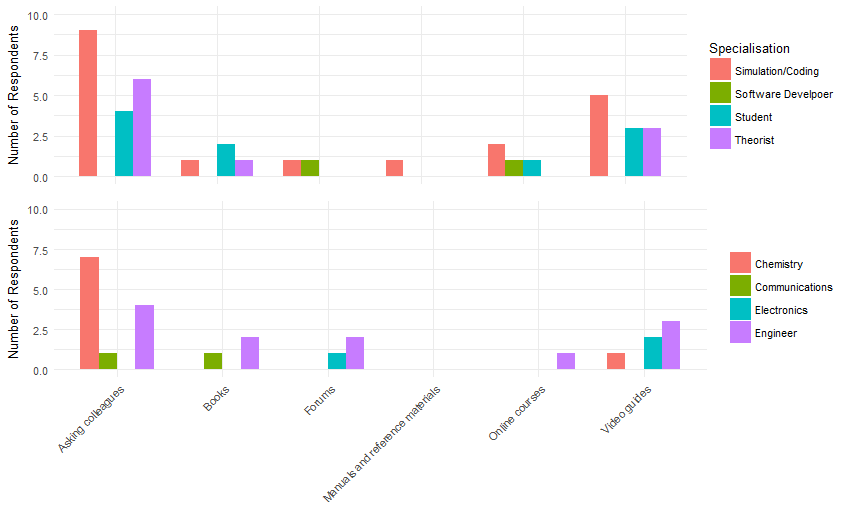 Number of Respondents
10.0
7.5
5.0
2.5
0.0
Specialisation
Simulation/Coding
Software Develpoer
Student
Theorist
Number of Respondents
10.0
7.5
5.0
2.5
0.0
Chemistry
Communications
Electronics
Engineer
Asking colleagues
Books
Forums
Manuals and reference materials
Online courses
Video guides